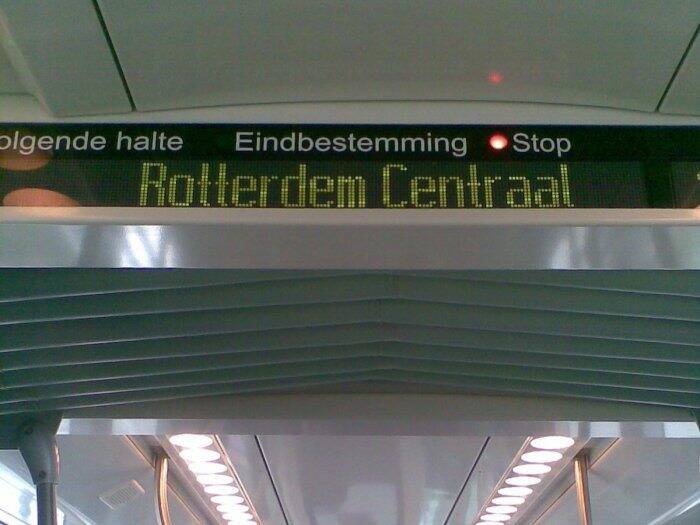 olgende halte Eindbestemming Stop
Rotterdem Centraal